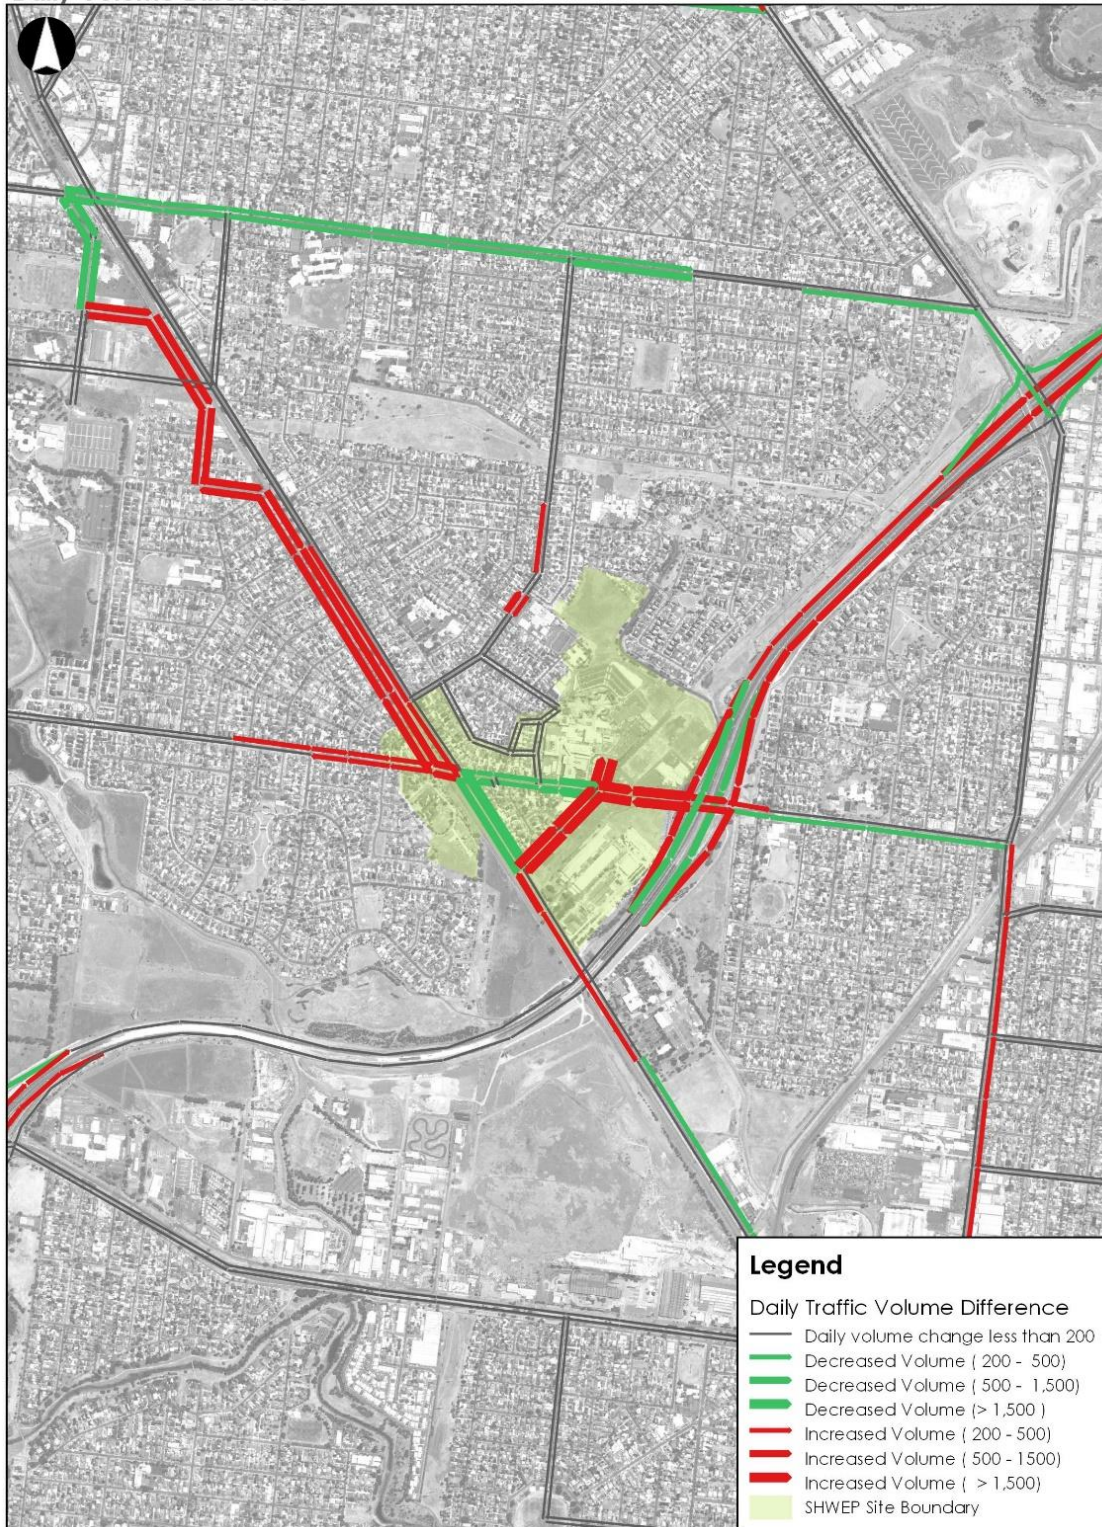 Legend
Daily Traffic Volume Difference
Daily volume change less than 200
Decreased Volume ( 200 - 500)
Decreased Volume ( 500 - 1,500)
Decreased Volume (> 1,500 )
Increased Volume ( 200 - 500)
Increased Volume ( 500 - 1500)
Increased Volume ( > 1,500)
SHWEP Site Boundary